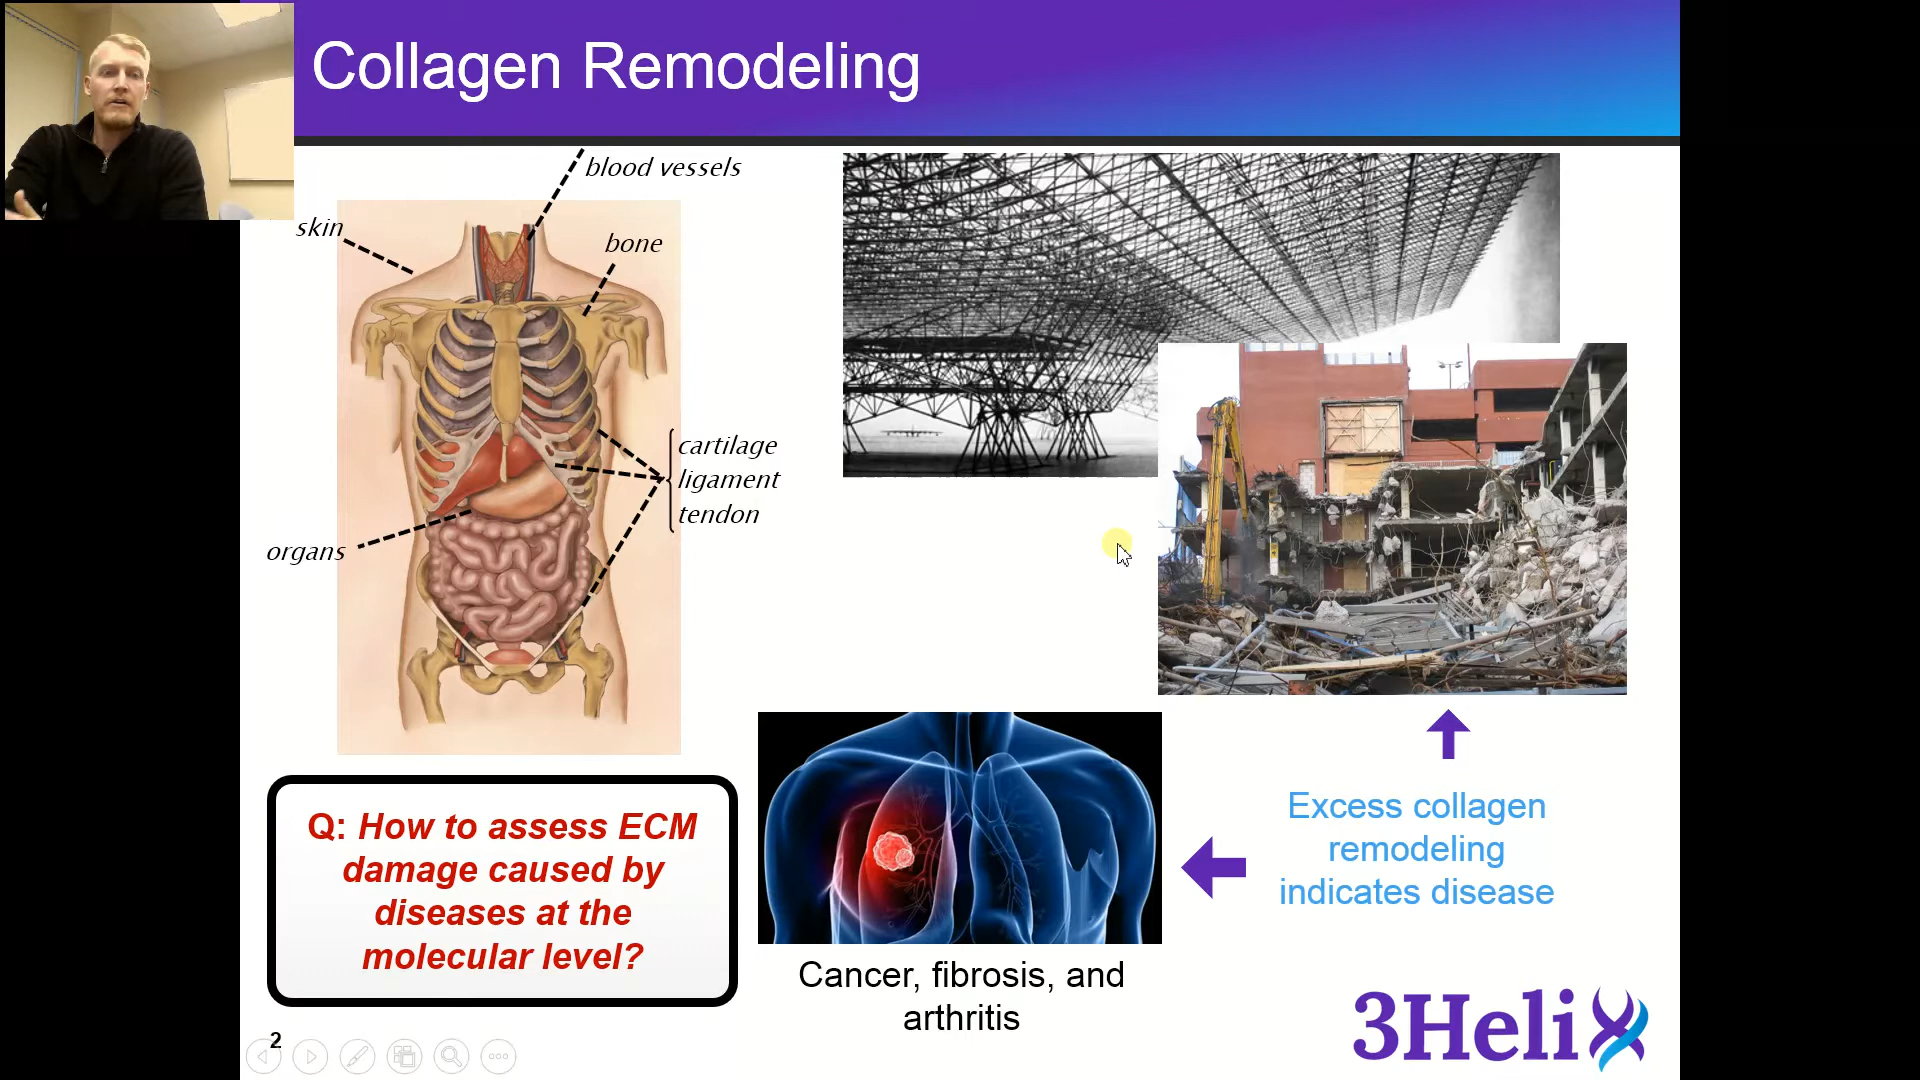 Collagen Remodeling
blood vessels
skin
bone
cartilage
ligament
tendon
organs
Q: How to assess ECM
damage caused by
diseases at the
molecular level?
Excess collagen
remodeling
indicates disease
Cancer, fibrosis, and
arthritis
3Helix
2